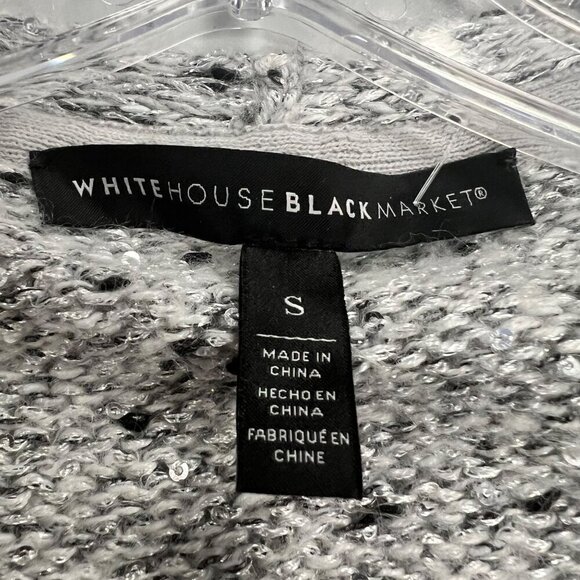 WHITEHOUSEBLACKMARKET®
S
MADE IN
CHINA
HECHO EN
CHINA
FABRIQUÉ EN
CHINE